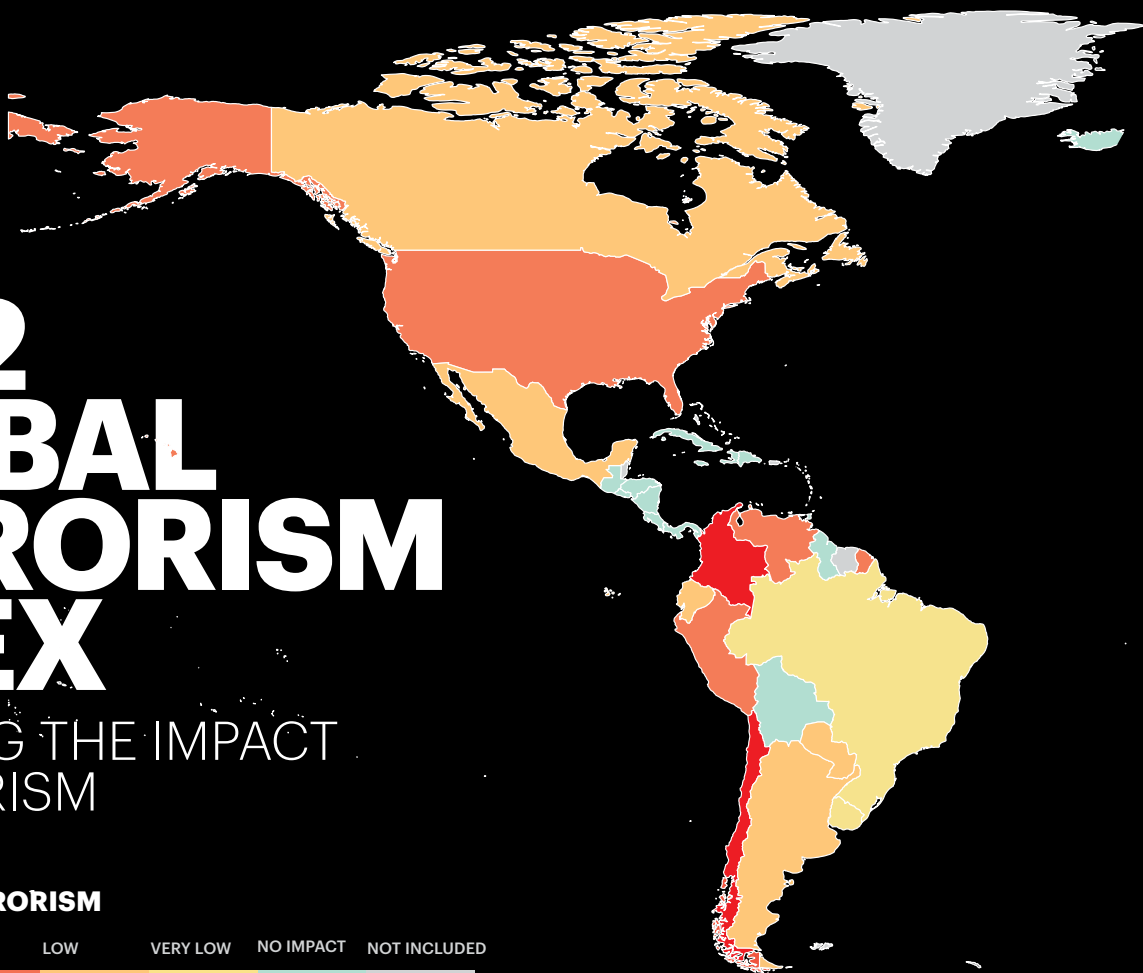 2
BAL
RORISM
EX
G THE IMPACT
RISM
RORISM
LOW VERY LOW NO IMPACT NOT INCLUDED